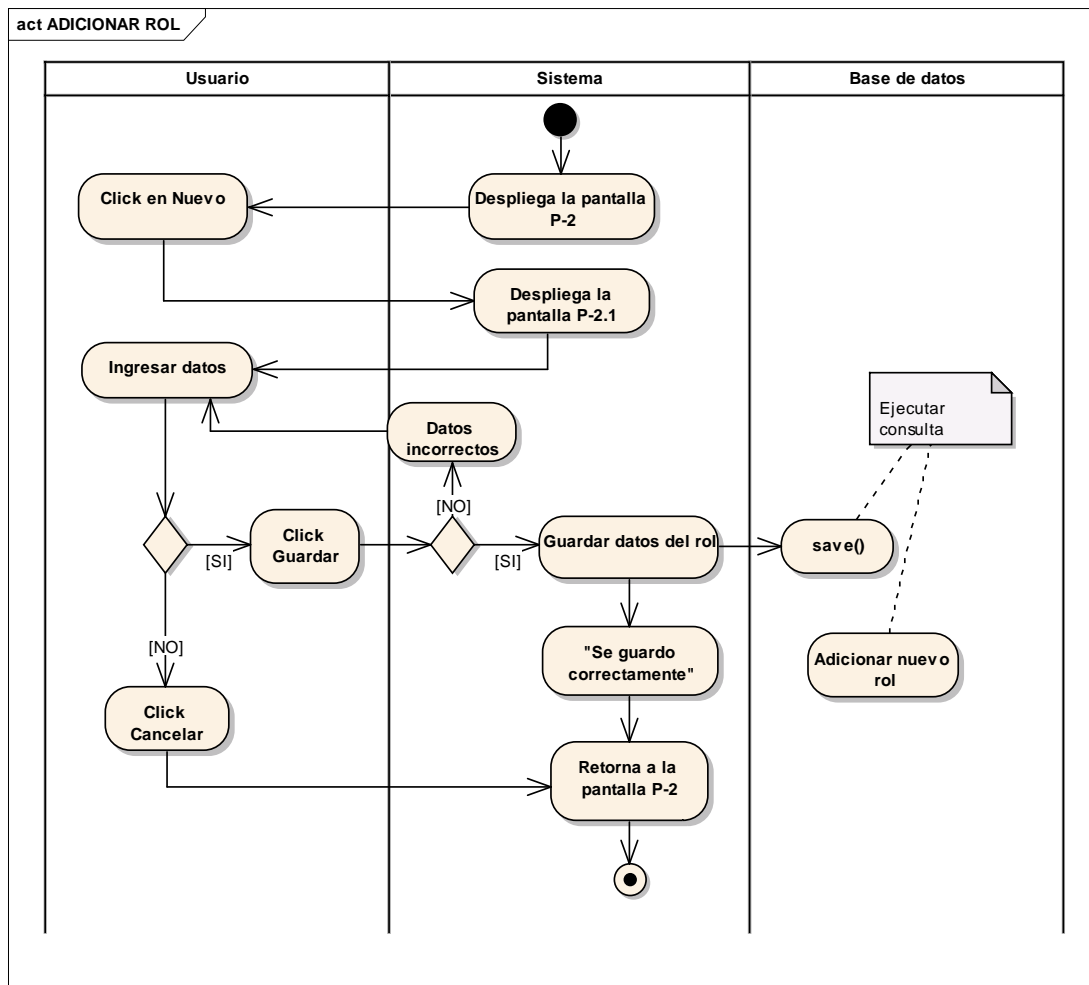 act ADICIONAR ROL
Usuario
Sistema
Base de datos
Click en Nuevo
Despliega la pantalla
P-2
Despliega la
pantalla P-2.1
Ingresar datos
Datos
incorrectos
Ejecutar
consulta
[NO]
Click
Guardar
[SI]
Guardar datos del rol
[SI]
save()
[NO]
"Se guardo
correctamente"
Adicionar nuevo
rol
Click
Cancelar
Retorna a la
pantalla P-2